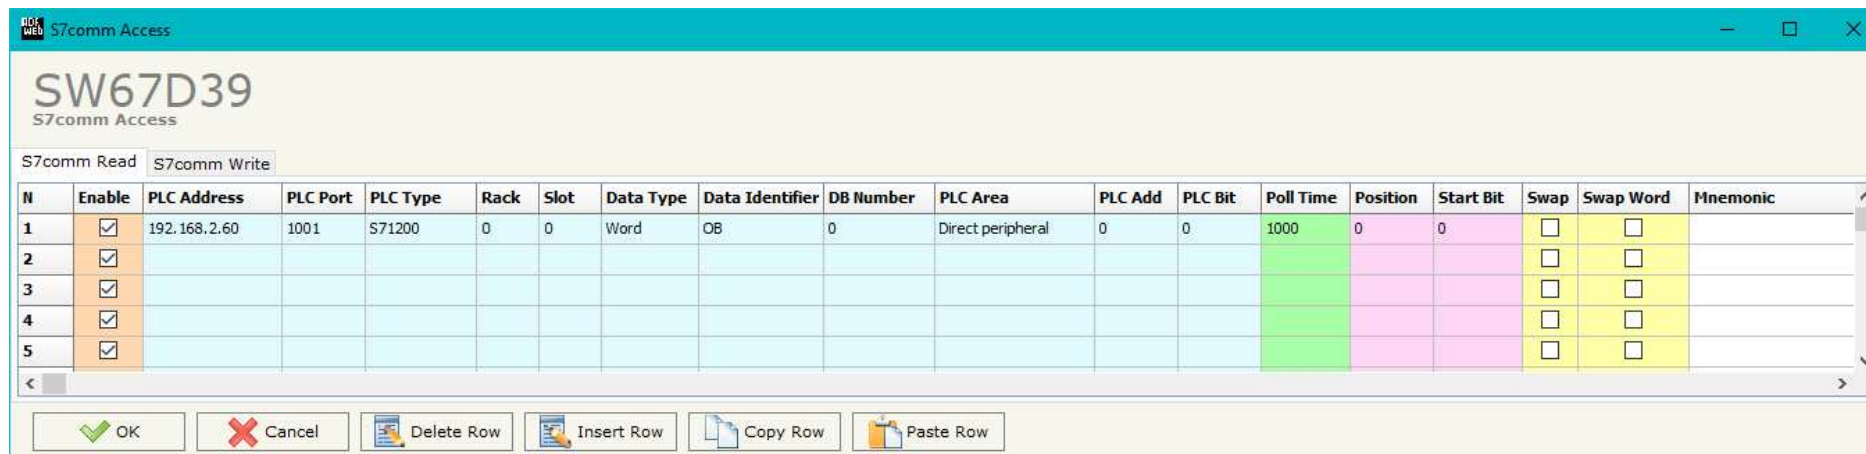 ADF WEB S7comm Access
SW67D39
S7comm Access
S7comm Read S7comm Write
N Enable PLC Address PLC Port PLC Type Rack Slot Data Type Data Identifier DB Number PLC Area PLC Add PLC Bit Poll Time Position Start Bit Swap Swap Word Mnemonic
1 192.168.2.60 1001 S71200 0 0 Word OB 0 Direct peripheral 0 0 1000 0 0
2
3
4
5
OK Cancel Delete Row Insert Row Copy Row Paste Row